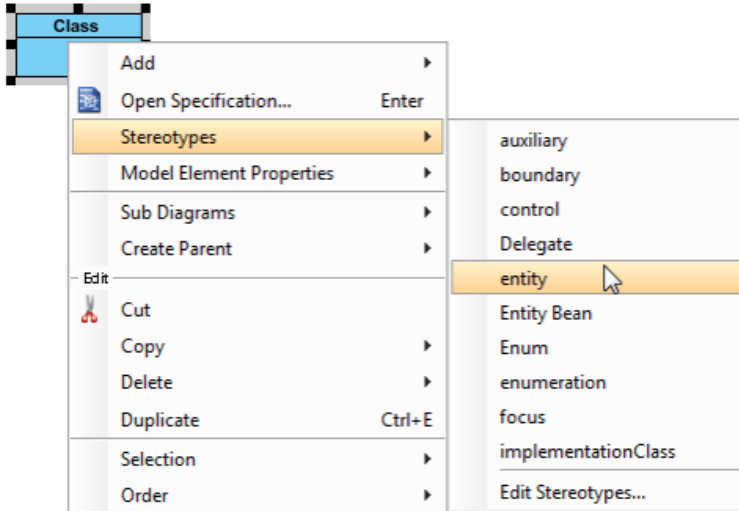 Class
Add
Open Specification... Enter
Stereotypes
Model Element Properties
Sub Diagrams
Create Parent
Edit
Cut
Copy
Delete
Duplicate Ctrl+E
Selection
Order
auxiliary
boundary
control
Delegate
entity
Entity Bean
Enum
enumeration
focus
implementationClass
Edit Stereotypes...